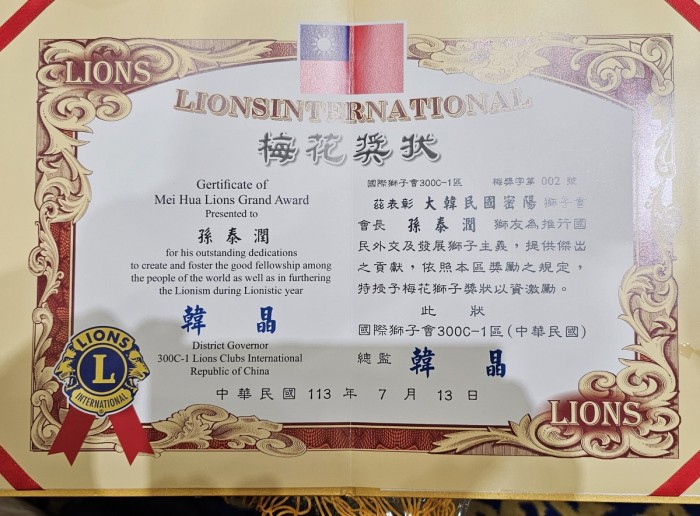 LIONS
LIONSINTERNATIONAL
梅花獎狀
Certificate of
Mei Hua Lions Grand Award
Presented to
孫泰潤
for his outstanding dedications
to create and foster the good fellowship among
the people of the world as well as in furthering
the Lionism during Lionistic year
韓晶
District Governor
300C-1 Lions Clubs International
Republic of China
國際獅子會300C-1區 梅獎字第 002 號
茲表彰 大韓民國密陽 獅子會
會長 孫泰潤 獅友為推行國
民外交及發展獅子主義，提供傑出
之貢獻，依照本區獎勵之規定，
特授予梅花獅子獎狀以資激勵。
此狀
國際獅子會300C-1區(中華民國)
總監 韓晶
中華民國 113 年 7 月 13 日
LIONS
L
INTERNATIONAL
LIONS